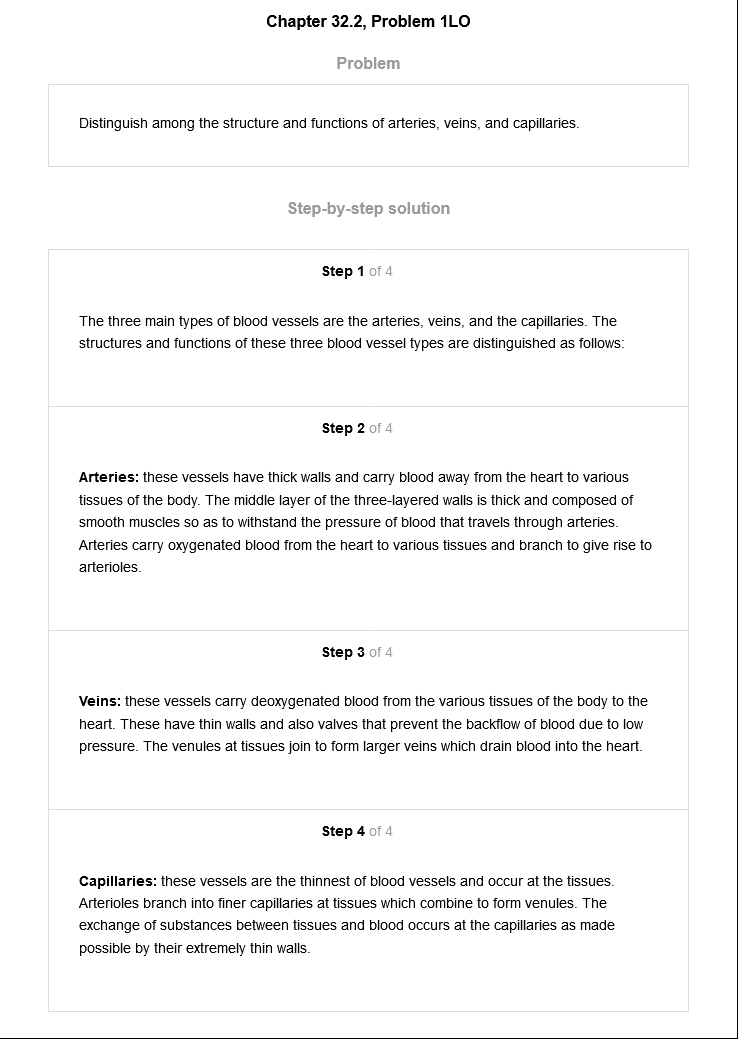 Chapter 32.2, Problem 1LO
Problem
Distinguish among the structure and functions of arteries, veins, and capillaries.
Step-by-step solution
Step 1 of 4
The three main types of blood vessels are the arteries, veins, and the capillaries. The
structures and functions of these three blood vessel types are distinguished as follows:
Step 2 of 4
Arteries: these vessels have thick walls and carry blood away from the heart to various
tissues of the body. The middle layer of the three-layered walls is thick and composed of
smooth muscles so as to withstand the pressure of blood that travels through arteries.
Arteries carry oxygenated blood from the heart to various tissues and branch to give rise to
arterioles.
Step 3 of 4
Veins: these vessels carry deoxygenated blood from the various tissues of the body to the
heart. These have thin walls and also valves that prevent the backflow of blood due to low
pressure. The venules at tissues join to form larger veins which drain blood into the heart.
Step 4 of 4
Capillaries: these vessels are the thinnest of blood vessels and occur at the tissues.
Arterioles branch into finer capillaries at tissues which combine to form venules. The
exchange of substances between tissues and blood occurs at the capillaries as made
possible by their extremely thin walls.